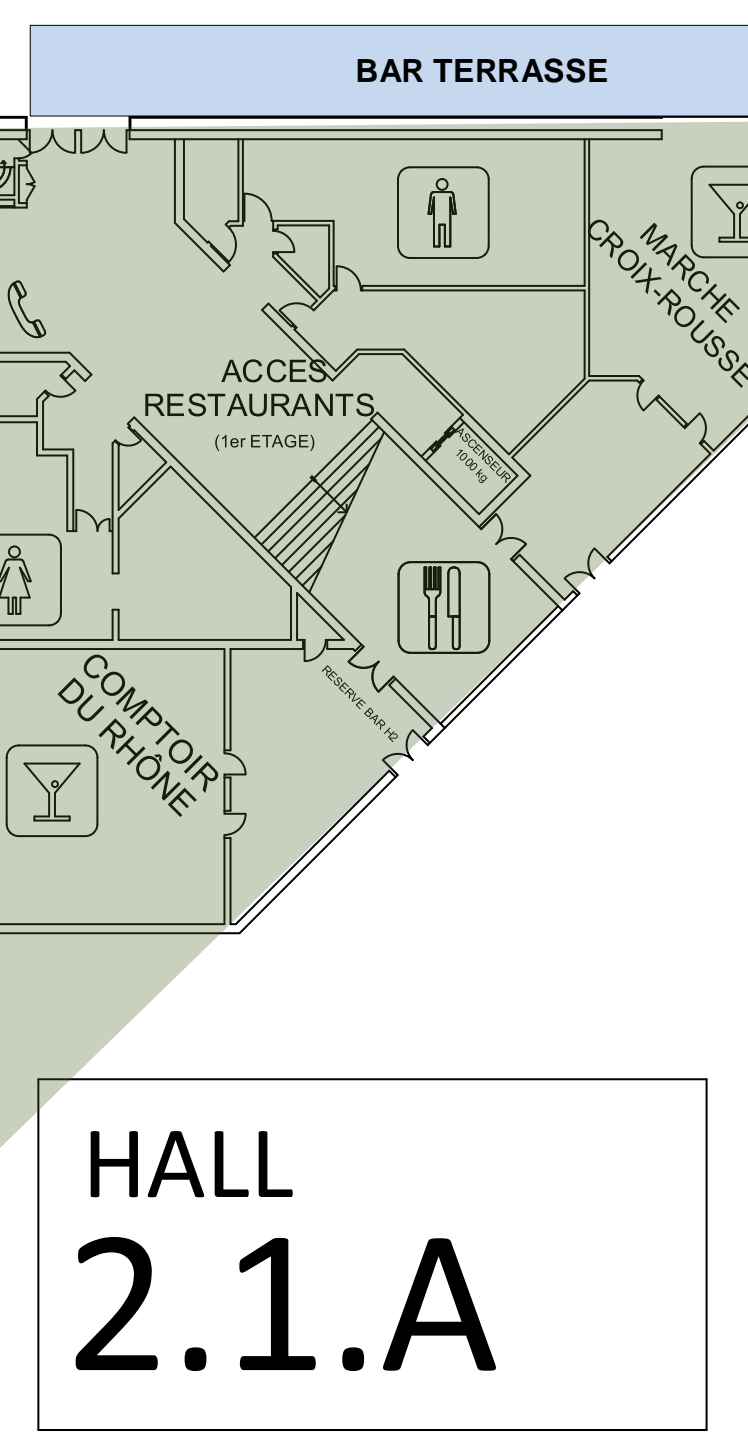 BAR TERRASSE
MARCHE
CROIX-ROUSSE
ACCES
RESTAURANTS
(1er ETAGE)
ASCENSEUR
1000 kg
COMPTOIR
DU RHÔNE
RESERVE BAR H2
HALL
2.1.A